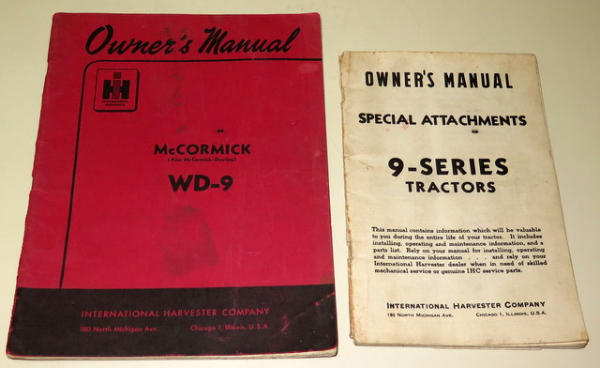 Owner's Manual
IH
INTERNATIONAL
HARVESTER
McCORMICK
(Also McCormick-Deering)
WD-9
INTERNATIONAL HARVESTER COMPANY
180 North Michigan Ave. Chicago 1, Illinois, U.S.A.
OWNER'S MANUAL
SPECIAL ATTACHMENTS
9-SERIES
TRACTORS
This manual contains information which will be valuable
to you during the entire life of your tractor. It includes
installing, operating and maintenance information, and a
parts list. Rely on your manual for installing, operating
and maintenance information . . . . and rely on your
International Harvester dealer when in need of skilled
mechanical service or genuine IHC service parts.
INTERNATIONAL HARVESTER COMPANY
180 NORTH MICHIGAN AVE. CHICAGO 1, ILLINOIS, U.S.A.